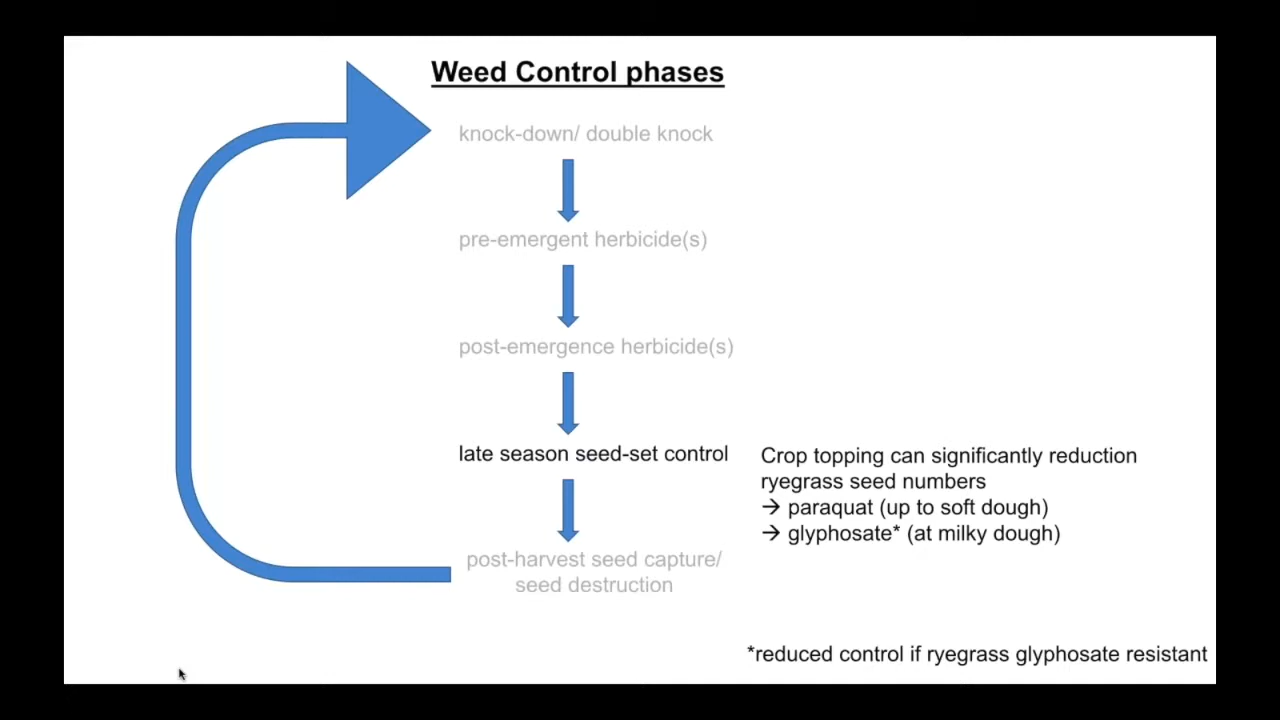 Weed Control phases
knock-down/ double knock
pre-emergent herbicide(s)
post-emergence herbicide(s)
late season seed-set control
Crop topping can significantly reduction
ryegrass seed numbers
→ paraquat (up to soft dough)
→ glyphosate* (at milky dough)
post-harvest seed capture/
seed destruction
*reduced control if ryegrass glyphosate resistant